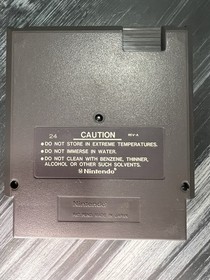 24 CAUTION REV-A
• DO NOT STORE IN EXTREME TEMPERATURES.
• DO NOT IMMERSE IN WATER.
• DO NOT CLEAN WITH BENZENE, THINNER,
ALCOHOL OR OTHER SUCH SOLVENTS.
Nintendo
Nintendo